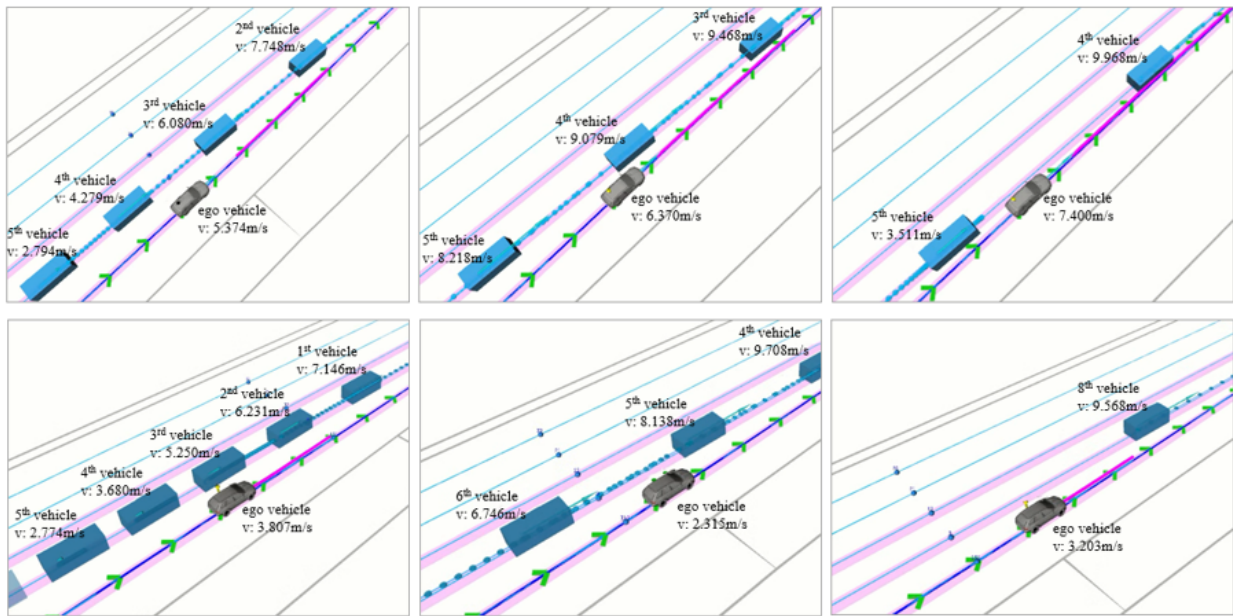 2nd vehicle
v: 7.748m/s
3rd vehicle
v: 6.080m/s
4th vehicle
v: 4.279m/s
5th vehicle
v: 2.794m/s
ego vehicle
v: 5.374m/s
3rd vehicle
v: 9.468m/s
4th vehicle
v: 9.079m/s
ego vehicle
v: 6.370m/s
5th vehicle
v: 8.218m/s
4th vehicle
v: 9.968m/s
ego vehicle
v: 7.400m/s
5th vehicle
v: 3.511m/s
1st vehicle
v: 7.146m/s
2nd vehicle
v: 6.231m/s
3rd vehicle
v: 5.250m/s
4th vehicle
v: 3.680m/s
5th vehicle
v: 2.774m/s
ego vehicle
v: 3.807m/s
4th vehicle
v: 9.708m/s
5th vehicle
v: 8.138m/s
6th vehicle
v: 6.746m/s
ego vehicle
v: 2.315m/s
8th vehicle
v: 9.568m/s
ego vehicle
v: 3.203m/s